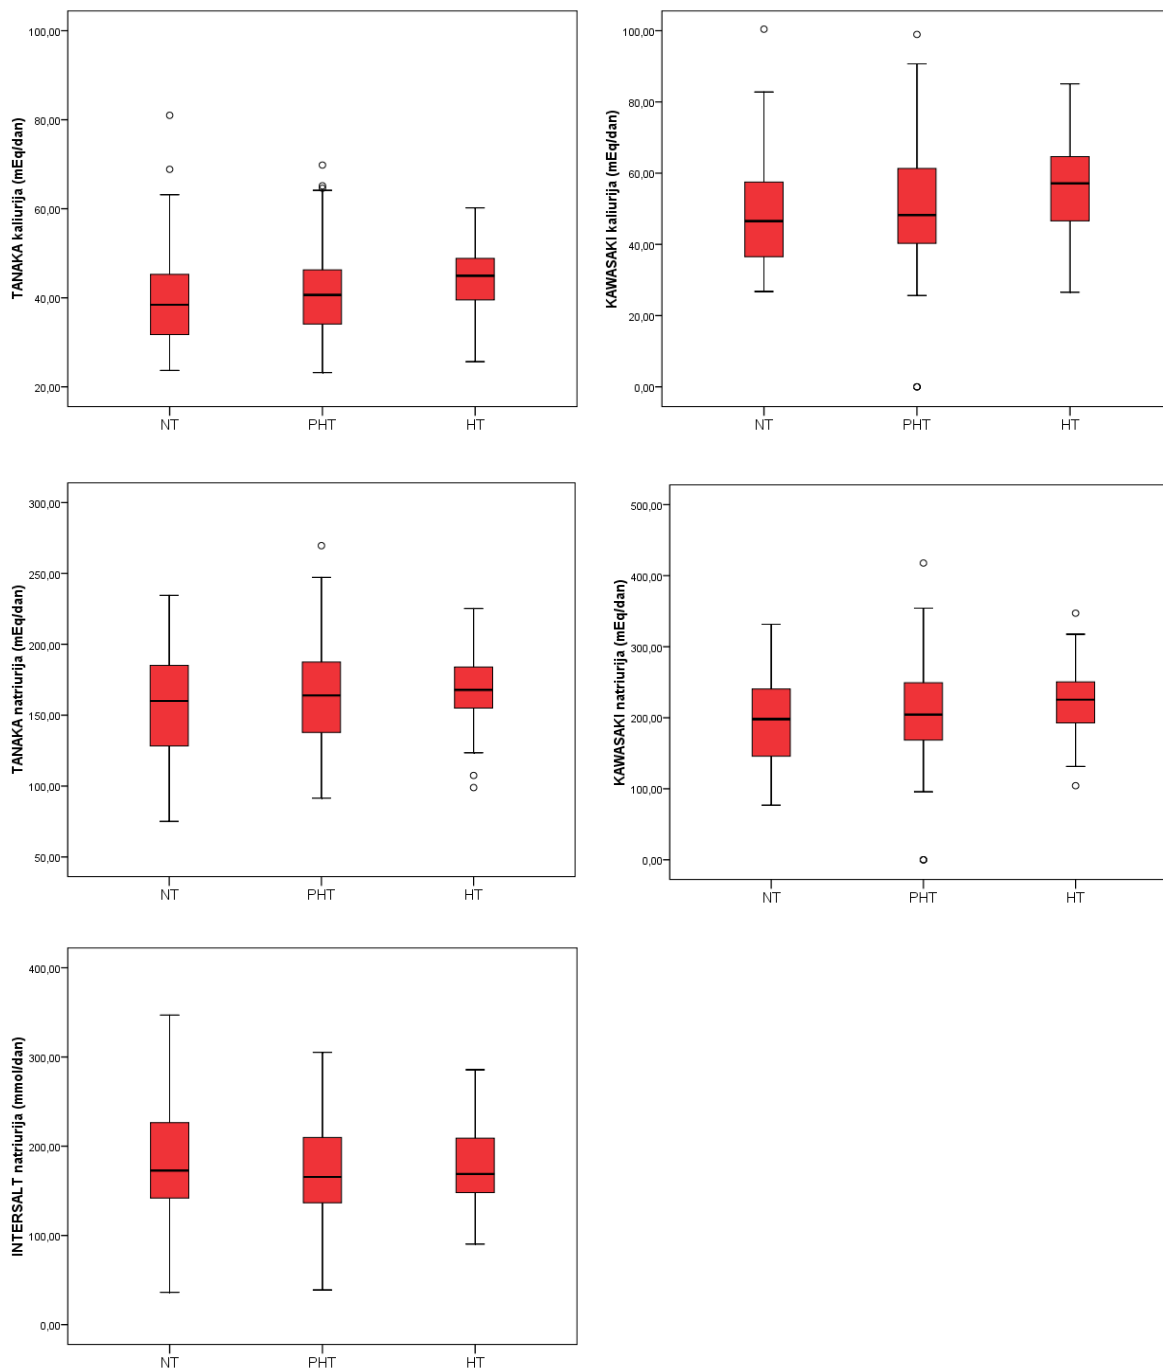 TANAKA kaliurija (mEq/dan)
100,00
80,00
60,00
40,00
20,00
NT PHT HT
KAWASAKI kaliurija (mEq/dan)
100,00
80,00
60,00
40,00
20,00
0,00
NT PHT HT
TANAKA natriurija (mEq/dan)
300,00
250,00
200,00
150,00
100,00
50,00
NT PHT HT
KAWASAKI natriurija (mEq/dan)
500,00
400,00
300,00
200,00
100,00
0,00
NT PHT HT
INTERSALT natriurija (mmol/dan)
400,00
300,00
200,00
100,00
0,00
NT PHT HT